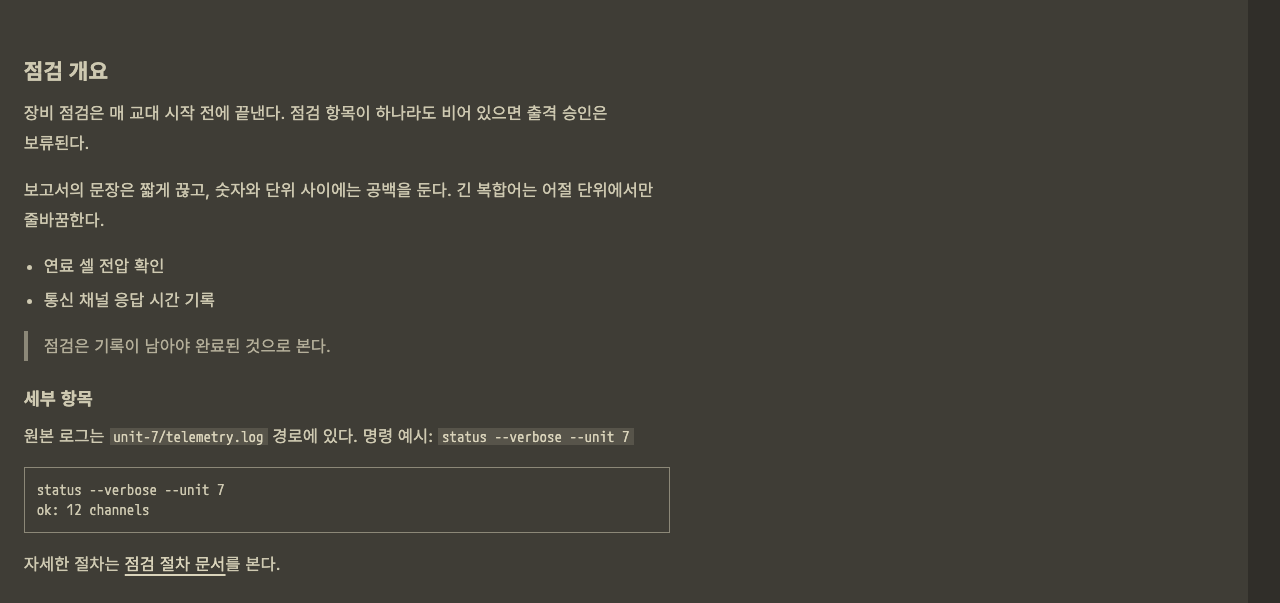 점검 개요
장비 점검은 매 교대 시작 전에 끝낸다. 점검 항목이 하나라도 비어 있으면 출격 승인은
보류된다.
보고서의 문장은 짧게 끊고, 숫자와 단위 사이에는 공백을 둔다. 긴 복합어는 어절 단위에서만
줄바꿈한다.
연료 셀 전압 확인
통신 채널 응답 시간 기록
점검은 기록이 남아야 완료된 것으로 본다.
세부 항목
원본 로그는 unit-7/telemetry.log 경로에 있다. 명령 예시: status --verbose --unit 7
status --verbose --unit 7
ok: 12 channels
자세한 절차는 점검 절차 문서를 본다.